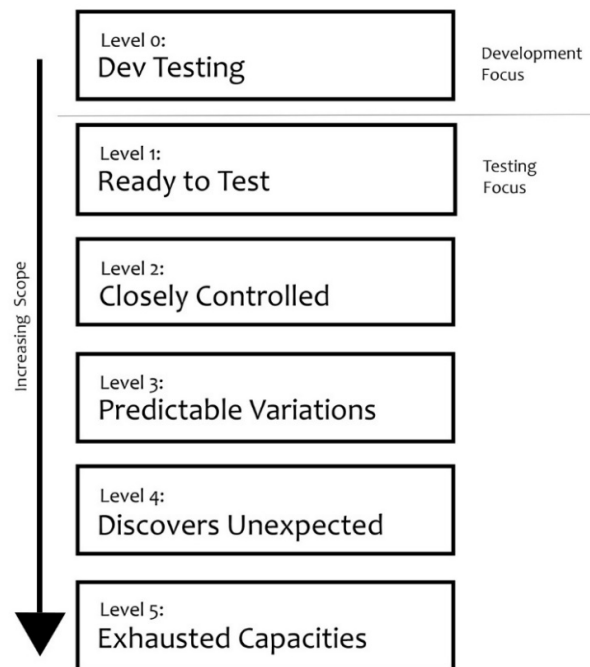 Level 0:
Dev Testing
Development
Focus
Level 1:
Ready to Test
Testing
Focus
Level 2:
Closely Controlled
Increasing Scope
Level 3:
Predictable Variations
Level 4:
Discovers Unexpected
Level 5:
Exhausted Capacities